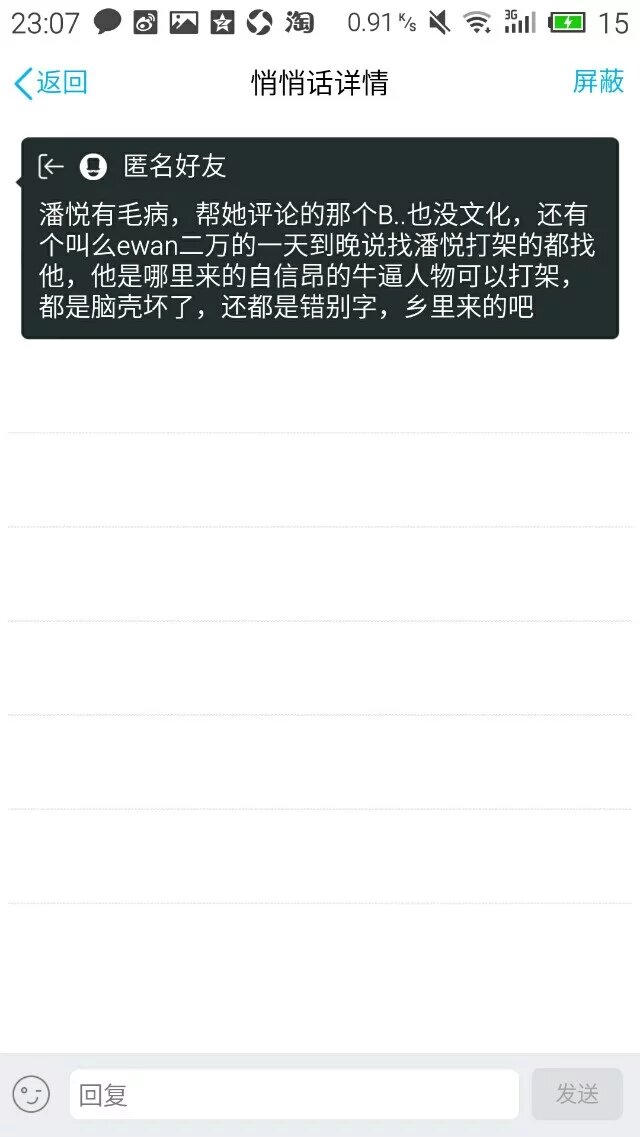 23:07 淘 0.91 K/s 3G 15
返回 悄悄话详情 屏蔽
匿名好友
潘悦有毛病，帮她评论的那个B..也没文化，还有
个叫么ewan二万的一天到晚说找潘悦打架的都找
他，他是哪里来的自信昂的牛逼人物可以打架，
都是脑壳坏了，还都是错别字，乡里来的吧
回复 发送